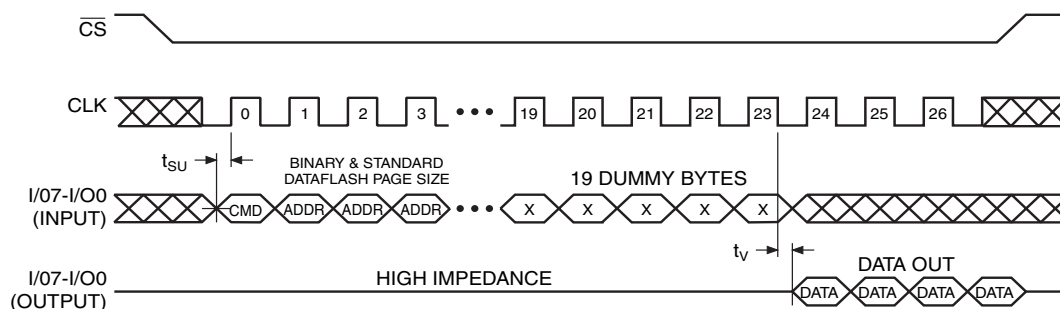 CS
CLK
0 1 2 3 ••• 19 20 21 22 23 24 25 26
tSU
BINARY & STANDARD
DATAFLASH PAGE SIZE
19 DUMMY BYTES
I/07-I/O0
(INPUT)
CMD ADDR ADDR ADDR ••• X X X X X
tV
HIGH IMPEDANCE
DATA OUT
I/07-I/O0
(OUTPUT)
DATA DATA DATA DATA